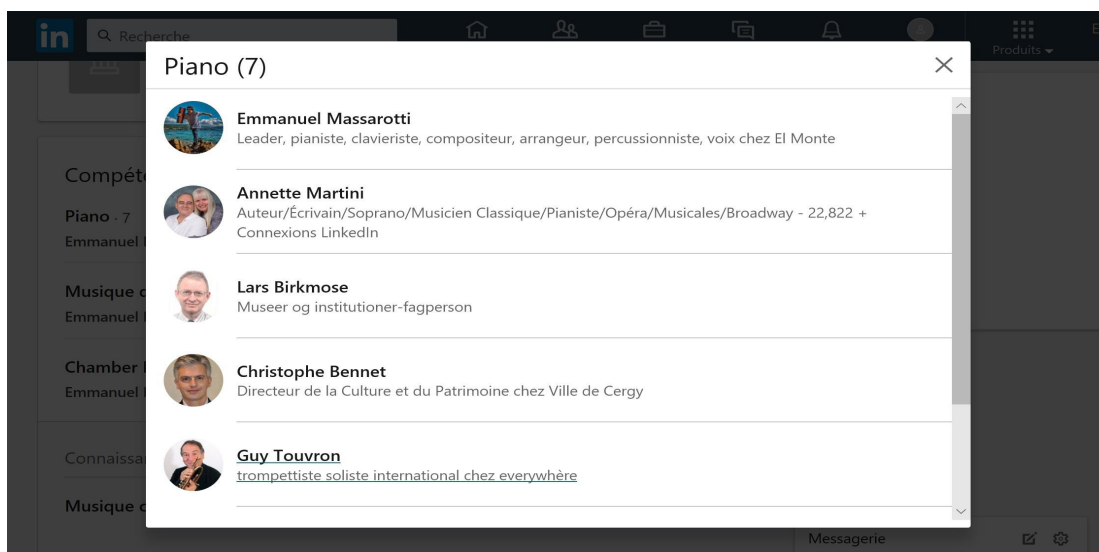 in
Recherche
Produits
E
Piano (7)
Emmanuel Massarotti
Leader, pianiste, clavieriste, compositeur, arrangeur, percussionniste, voix chez El Monte
Annette Martini
Auteur/Écrivain/Soprano/Musicien Classique/Pianiste/Opéra/Musicales/Broadway - 22,822 +
Connexions LinkedIn
Lars Birkmose
Museer og institutioner-fagperson
Christophe Bennet
Directeur de la Culture et du Patrimoine chez Ville de Cergy
Guy Touvron
trompettiste soliste international chez everywhère
Compét
Piano · 7
Emmanuel
Musique
Emmanuel
Chamber
Emmanuel
Connaissa
Musique
Messagerie